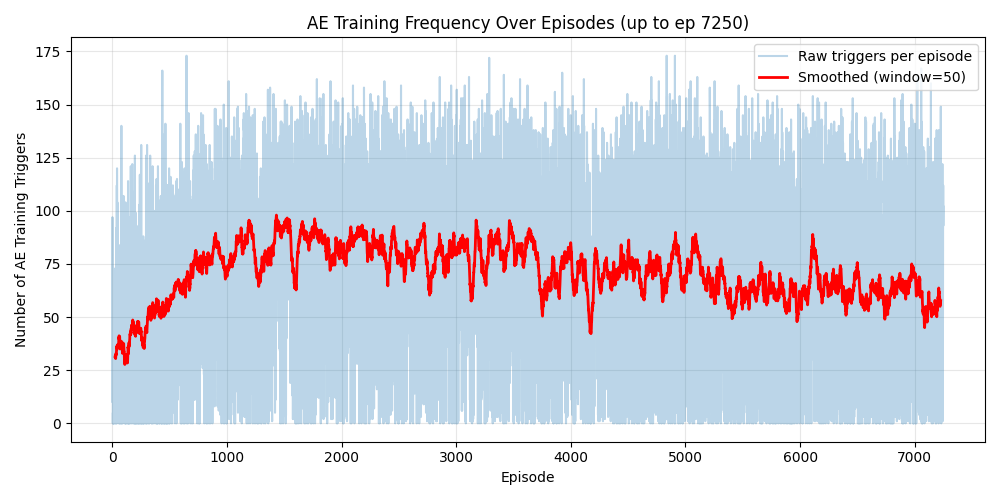 AE Training Frequency Over Episodes (up to ep 7250)
Number of AE Training Triggers
175
150
125
100
75
50
25
0
Raw triggers per episode
Smoothed (window=50)
0 1000 2000 3000 4000 5000 6000 7000
Episode